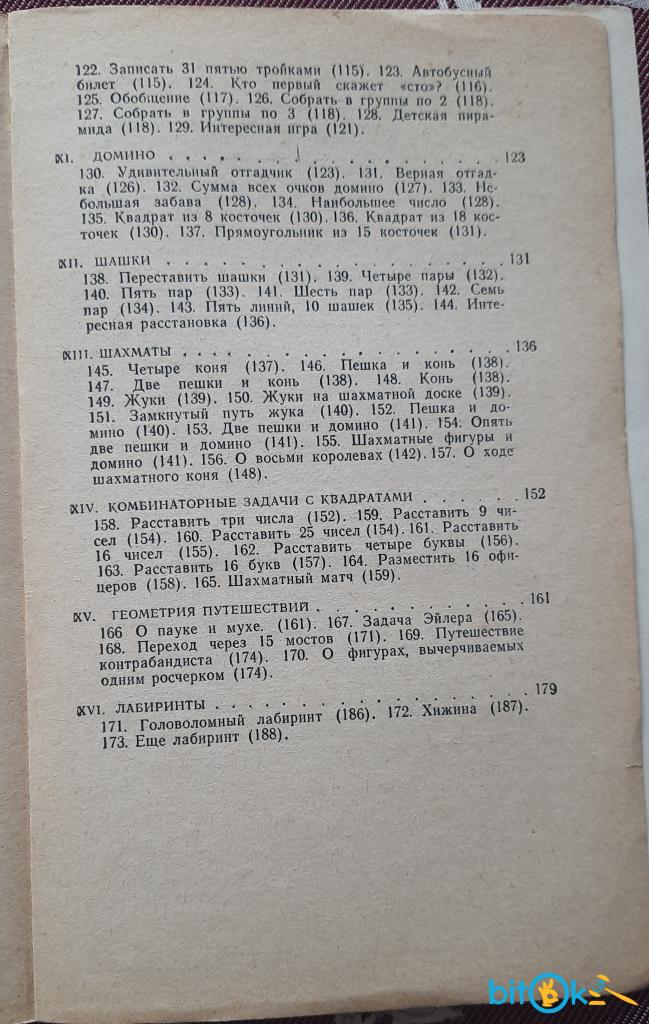 122. Записать 31 пятью тройками (115). 123. Автобусный
билет (115). 124. Кто первый скажет «сто»? (116).
125. Обобщение (117). 126. Собрать в группы по 2 (118).
127. Собрать в группы по 3 (118). 128. Детская пира-
мида (118). 129. Интересная игра (121).
XI. ДОМИНО . . . . . . . . . . . . . . . . . 123
130. Удивительный отгадчик (123). 131. Верная отгад-
ка (126). 132. Сумма всех очков домино (127). 133. Не-
большая забава (128). 134. Наибольшее число (128).
135. Квадрат из 8 косточек (130). 136. Квадрат из 18 кос-
точек (130). 137. Прямоугольник из 15 косточек (131).
XII. ШАШКИ . . . . . . . . . . . . . . . . . 131
138. Переставить шашки (131). 139. Четыре пары (132).
140. Пять пар (133). 141. Шесть пар (133). 142. Семь
пар (134). 143. Пять линий, 10 шашек (135). 144. Инте-
ресная расстановка (136).
XIII. ШАХМАТЫ . . . . . . . . . . . . . . . . 136
145. Четыре коня (137). 146. Пешка и конь (138).
147. Две пешки и конь (138). 148. Конь (138).
149. Жуки (139). 150. Жуки на шахматной доске (139).
151. Замкнутый путь жука (140). 152. Пешка и до-
мино (140). 153. Две пешки и домино (141). 154. Опять
две пешки и домино (141). 155. Шахматные фигуры и
домино (141). 156. О восьми королевах (142). 157. О ходе
шахматного коня (148).
XIV. КОМБИНАТОРНЫЕ ЗАДАЧИ С КВАДРАТАМИ . . . . . . 152
158. Расставить три числа (152). 159. Расставить 9 чи-
сел (154). 160. Расставить 25 чисел (154). 161. Расставить
16 чисел (155). 162. Расставить четыре буквы (156).
163. Расставить 16 букв (157). 164. Разместить 16 офи-
церов (158). 165. Шахматный матч (159).
XV. ГЕОМЕТРИЯ ПУТЕШЕСТВИЙ . . . . . . . . . . . . 161
166 О пауке и мухе. (161). 167. Задача Эйлера (165).
168. Переход через 15 мостов (171). 169. Путешествие
контрабандиста (174). 170. О фигурах, вычерчиваемых
одним росчерком (174).
XVI. ЛАБИРИНТЫ . . . . . . . . . . . . . . . . 179
171. Головоломный лабиринт (186). 172. Хижина (187).
173. Еще лабиринт (188).
bitok